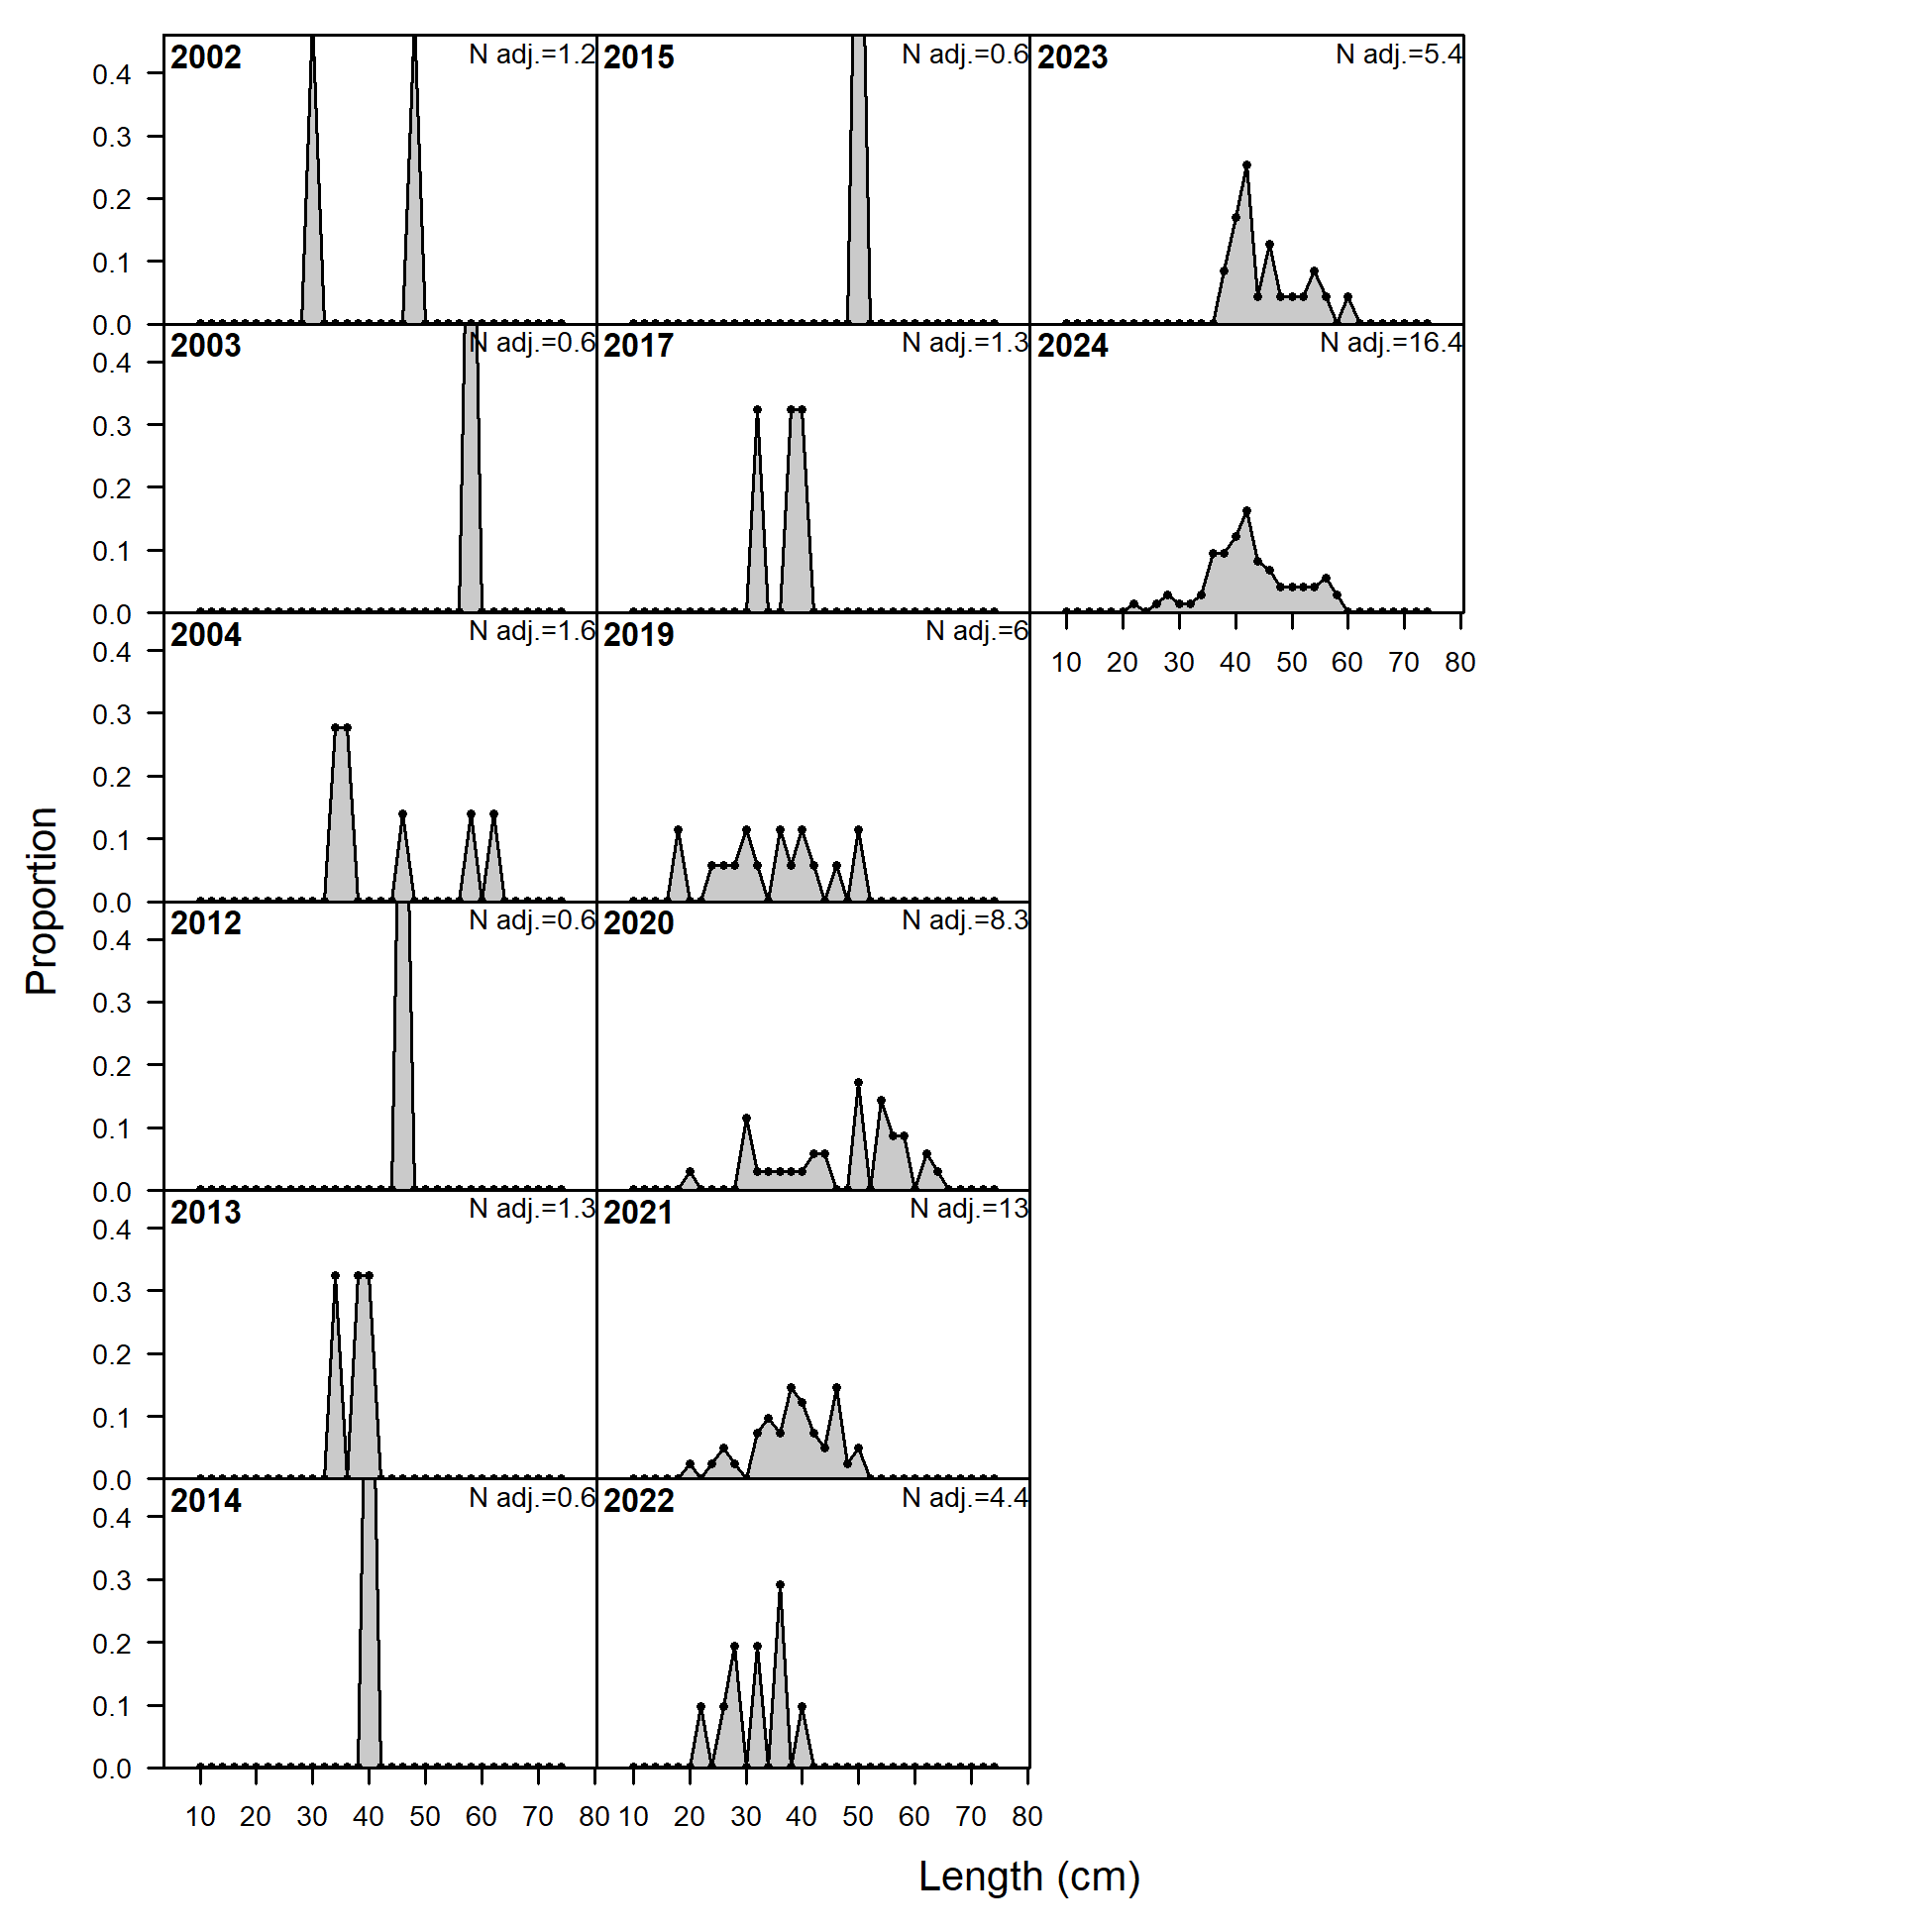 2002 N adj.=1.2
0.4
0.3
0.2
0.1
0.0
2003 N adj.=0.6
0.4
0.3
0.2
0.1
0.0
2004 N adj.=1.6
0.4
0.3
0.2
0.1
0.0
2012 N adj.=0.6
0.4
0.3
0.2
0.1
0.0
2013 N adj.=1.3
0.4
0.3
0.2
0.1
0.0
2014 N adj.=0.6
0.4
0.3
0.2
0.1
0.0
10 20 30 40 50 60 70 80
2015 N adj.=0.6
2017 N adj.=1.3
2019 N adj.=6
2020 N adj.=8.3
2021 N adj.=13
2022 N adj.=4.4
10 20 30 40 50 60 70 80
2023 N adj.=5.4
2024 N adj.=16.4
10 20 30 40 50 60 70 80
Proportion
Length (cm)